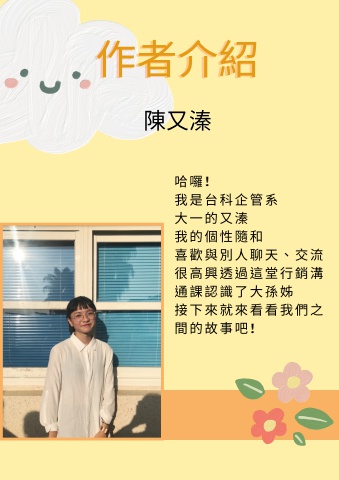 作者介紹
陳又溱
哈囉！
我是台科企管系
大一的又溱
我的個性隨和
喜歡與別人聊天、交流
很高興透過這堂行銷溝
通課認識了大孫姊
接下來就來看看我們之
間的故事吧！